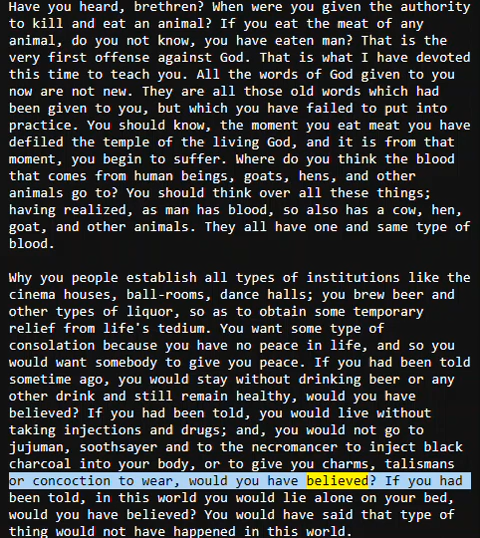 Have you heard, brethren? When were you given the authority
to kill and eat an animal? If you eat the meat of any
animal, do you not know, you have eaten man? That is the
very first offense against God. That is what I have devoted
this time to teach you. All the words of God given to you
now are not new. They are all those old words which had
been given to you, but which you have failed to put into
practice. You should know, the moment you eat meat you have
defiled the temple of the living God, and it is from that
moment, you begin to suffer. Where do you think the blood
that comes from human beings, goats, hens, and other
animals go to? You should think over all these things;
having realized, as man has blood, so also has a cow, hen,
goat, and other animals. They all have one and same type of
blood.

Why you people establish all types of institutions like the
cinema houses, ball-rooms, dance halls; you brew beer and
other types of liquor, so as to obtain some temporary
relief from life's tedium. You want some type of
consolation because you have no peace in life, and so you
would want somebody to give you peace. If you had been told
sometime ago, you would stay without drinking beer or any
other drink and still remain healthy, would you have
believed? If you had been told, you would live without
taking injections and drugs; and, you would not go to
jujuman, soothsayer and to the necromancer to inject black
charcoal into your body, or to give you charms, talismans
or concoction to wear, would you have believed? If you had
been told, in this world you would lie alone on your bed,
would you have believed? You would have said that type of
thing would not have happened in this world.